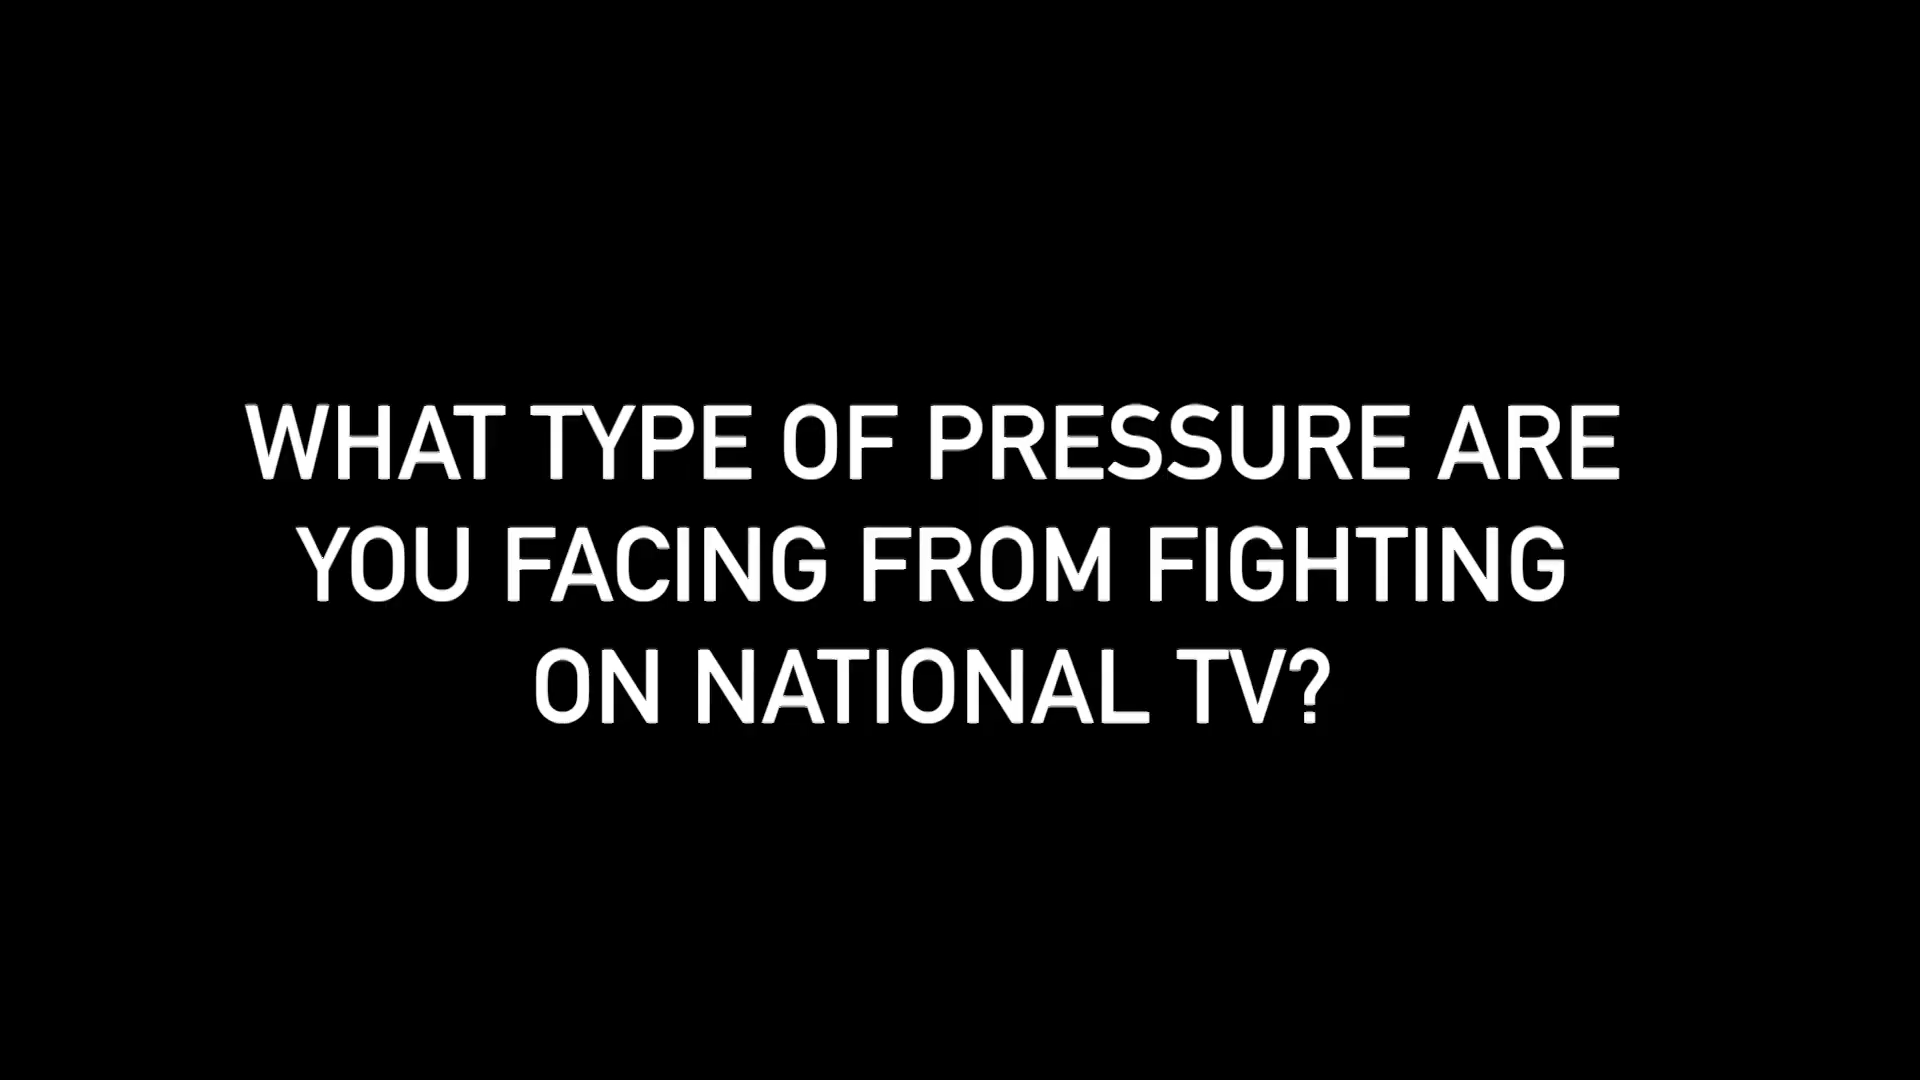 WHAT TYPE OF PRESSURE ARE
YOU FACING FROM FIGHTING
ON NATIONAL TV?